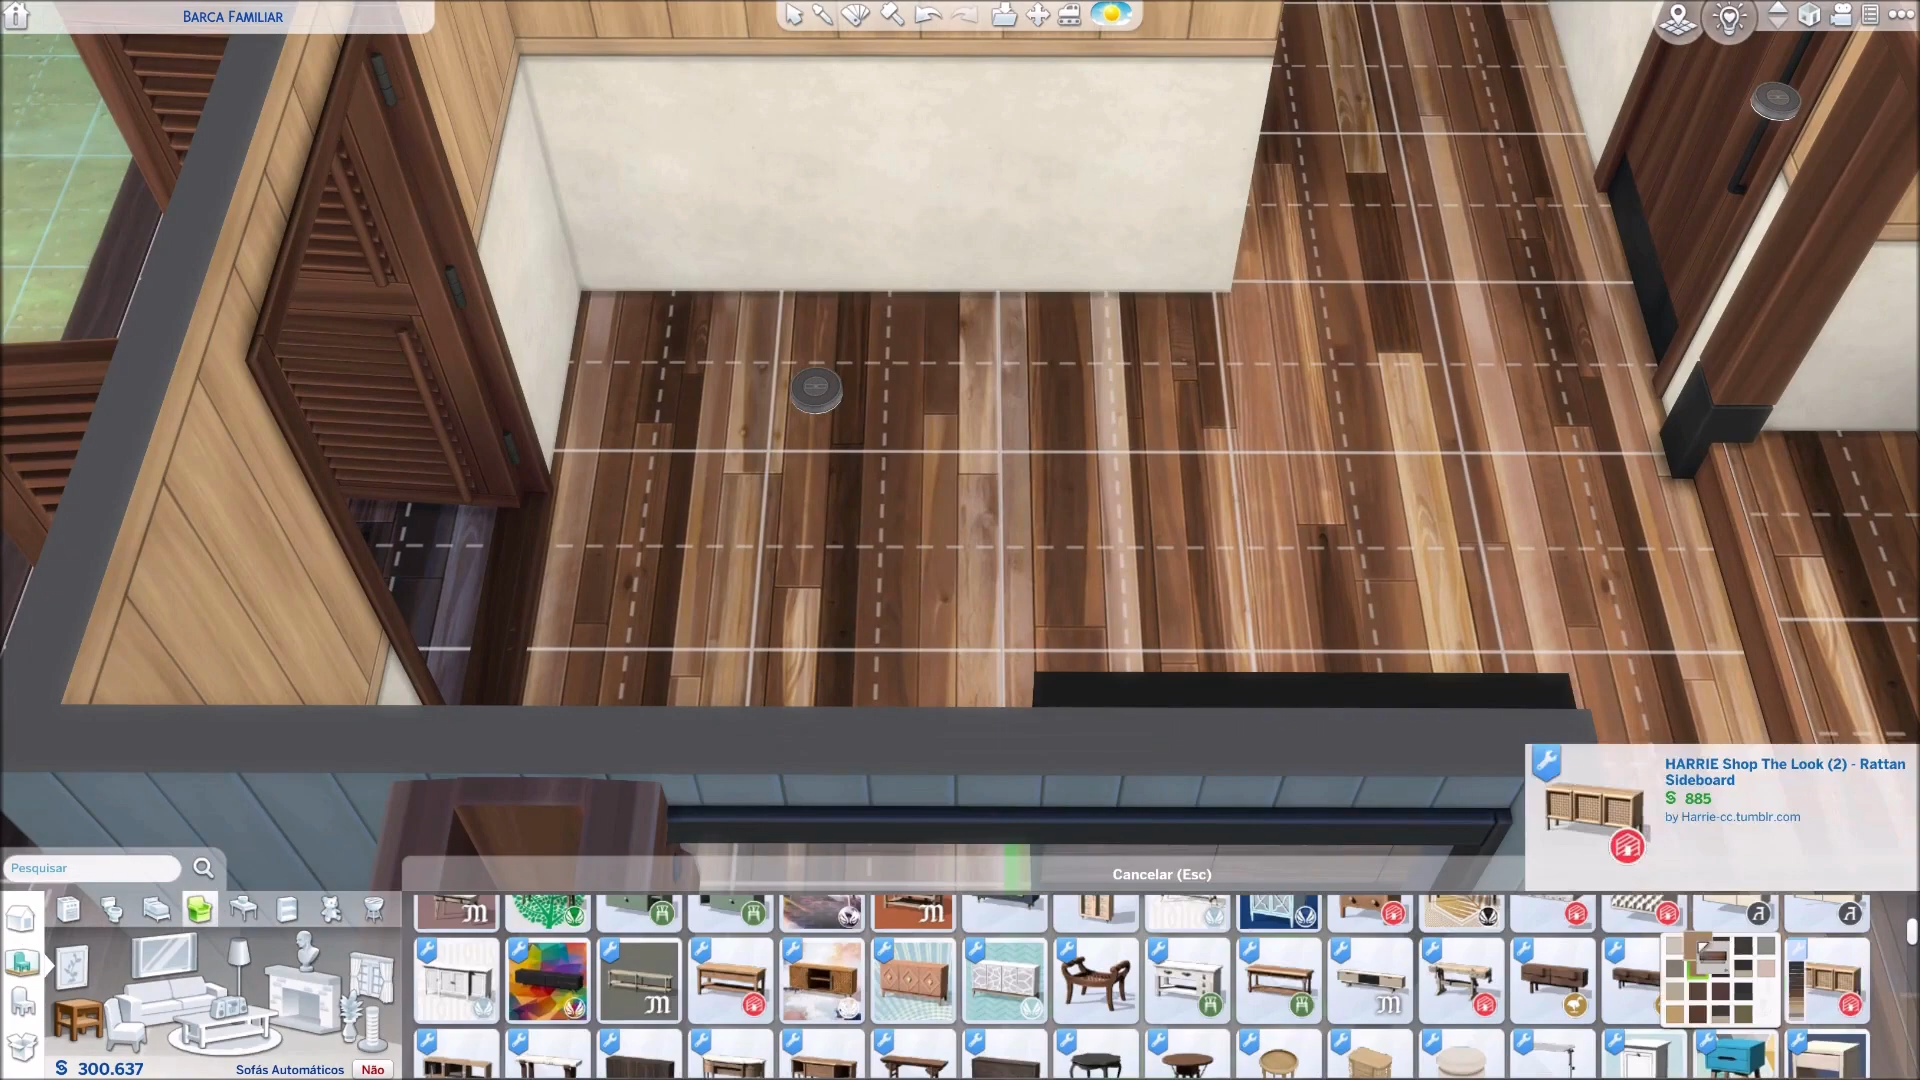 Barca Familiar
HARRIE Shop The Look (2) - Rattan
Sideboard
885
by Harrie-cc.tumblr.com
Pesquisar
Cancelar (Esc)
300.637
Sofás Automáticos
Não